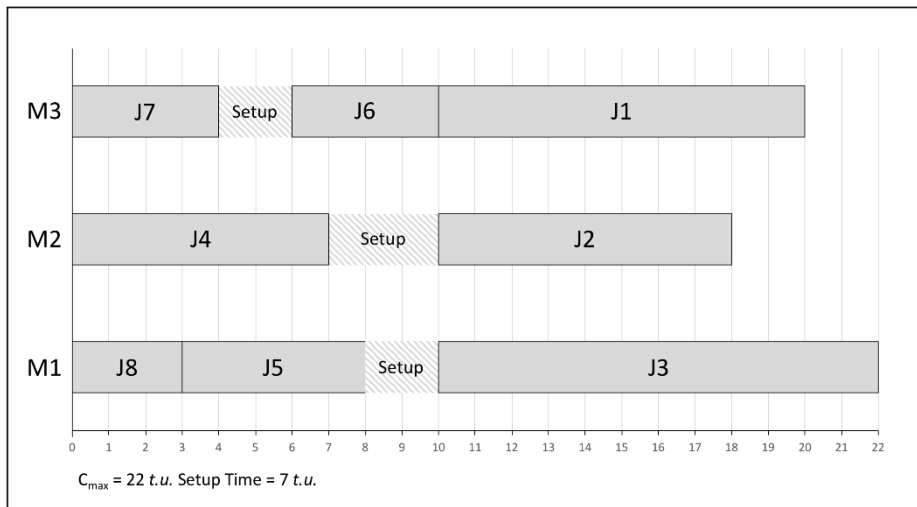 M3 J7 Setup J6 J1
M2 J4 Setup J2
M1 J8 J5 Setup J3
0 1 2 3 4 5 6 7 8 9 10 11 12 13 14 15 16 17 18 19 20 21 22
Cmax = 22 t.u. Setup Time = 7 t.u.